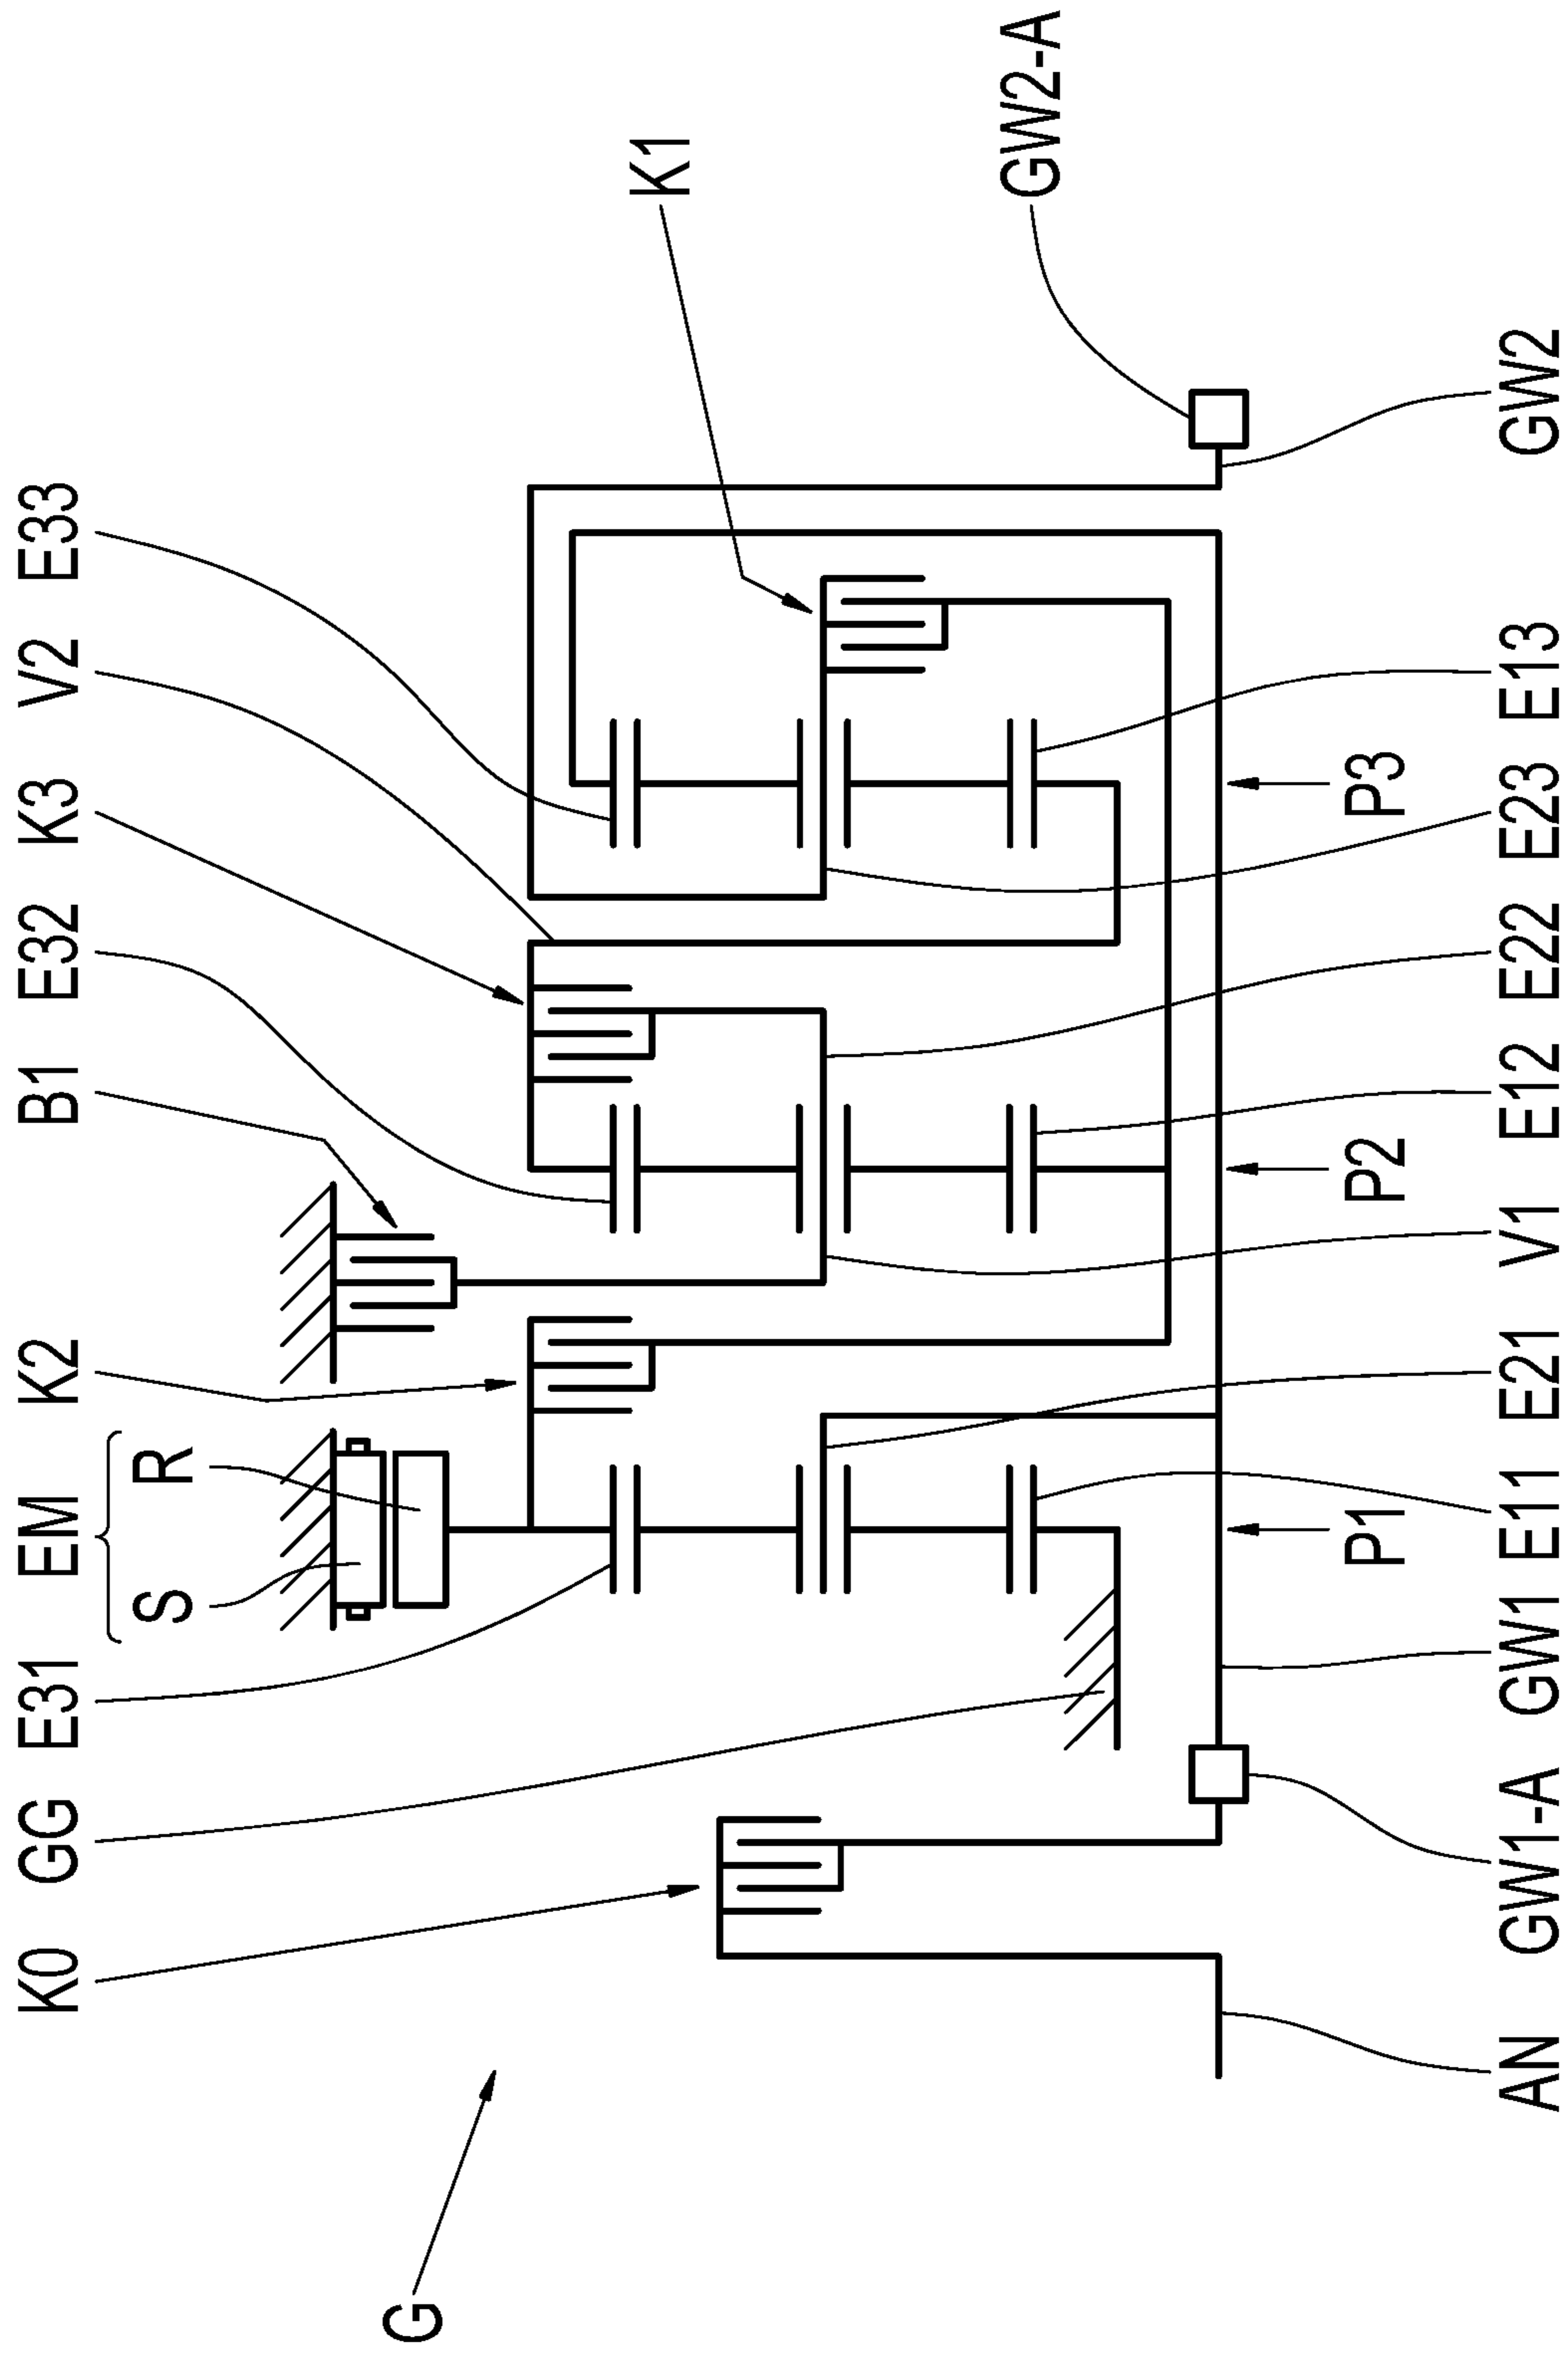 K0 GG E31 EM K2 B1 E32 K3 V2 E33
S R
G
K1
GW2-A
P1 P2 P3
AN GW1-A GW1 E11 E21 V1 E12 E22 E23 E13 GW2